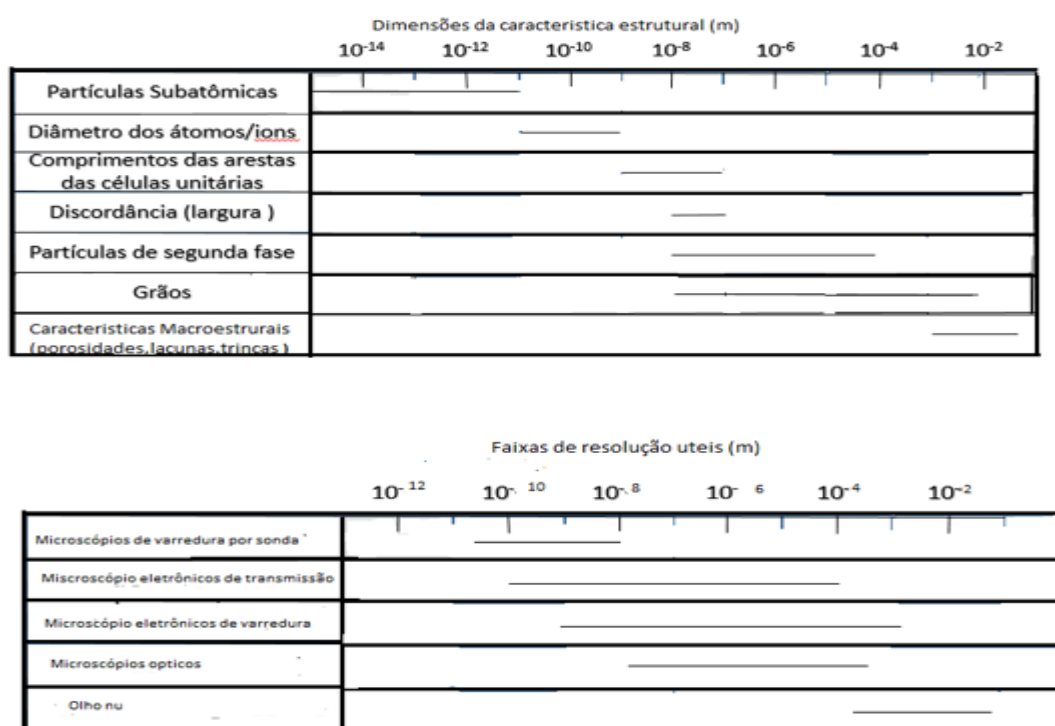 Dimensões da caracteristica estrutural (m)
10-14 10-12 10-10 10-8 10-6 10-4 10-2
Partículas Subatômicas
Diâmetro dos átomos/ions
Comprimentos das arestas
das células unitárias
Discordância (largura )
Partículas de segunda fase
Grãos
Caracteristicas Macroestrurais
(porosidades,lacunas,trincas )
Faixas de resolução uteis (m)
10- 12 10-. 10 10-.8 10- 6 10-4 10-2
Microscópios de varredura por sonda
Miscroscópio eletrônicos de transmissão
Microscópio eletrônicos de varredura
Microscópios opticos
Olho nu